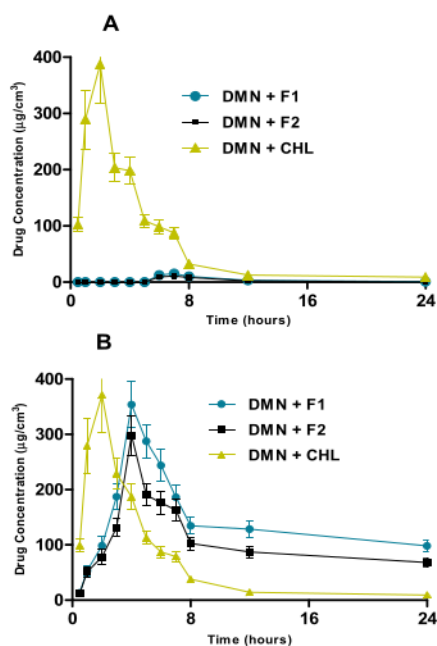 A
Drug Concentration (µg/cm³)
400
300
200
100
0
DMN + F1
DMN + F2
DMN + CHL
0
8
16
24
Time (hours)
B
Drug Concentration (µg/cm³)
400
300
200
100
0
DMN + F1
DMN + F2
DMN + CHL
0
8
16
24
Time (hours)